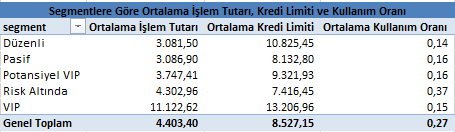 Segmentlere Göre Ortalama İşlem Tutarı, Kredi Limiti ve Kullanım Oranı
segment Ortalama İşlem Tutarı Ortalama Kredi Limiti Ortalama Kullanım Oranı
Düzenli 3.081,50 10.825,45 0,14
Pasif 3.086,90 8.132,80 0,16
Potansiyel VIP 3.747,41 9.321,93 0,16
Risk Altında 4.302,96 7.416,45 0,37
VIP 11.122,62 13.206,96 0,15
Genel Toplam 4.403,40 8.527,15 0,27